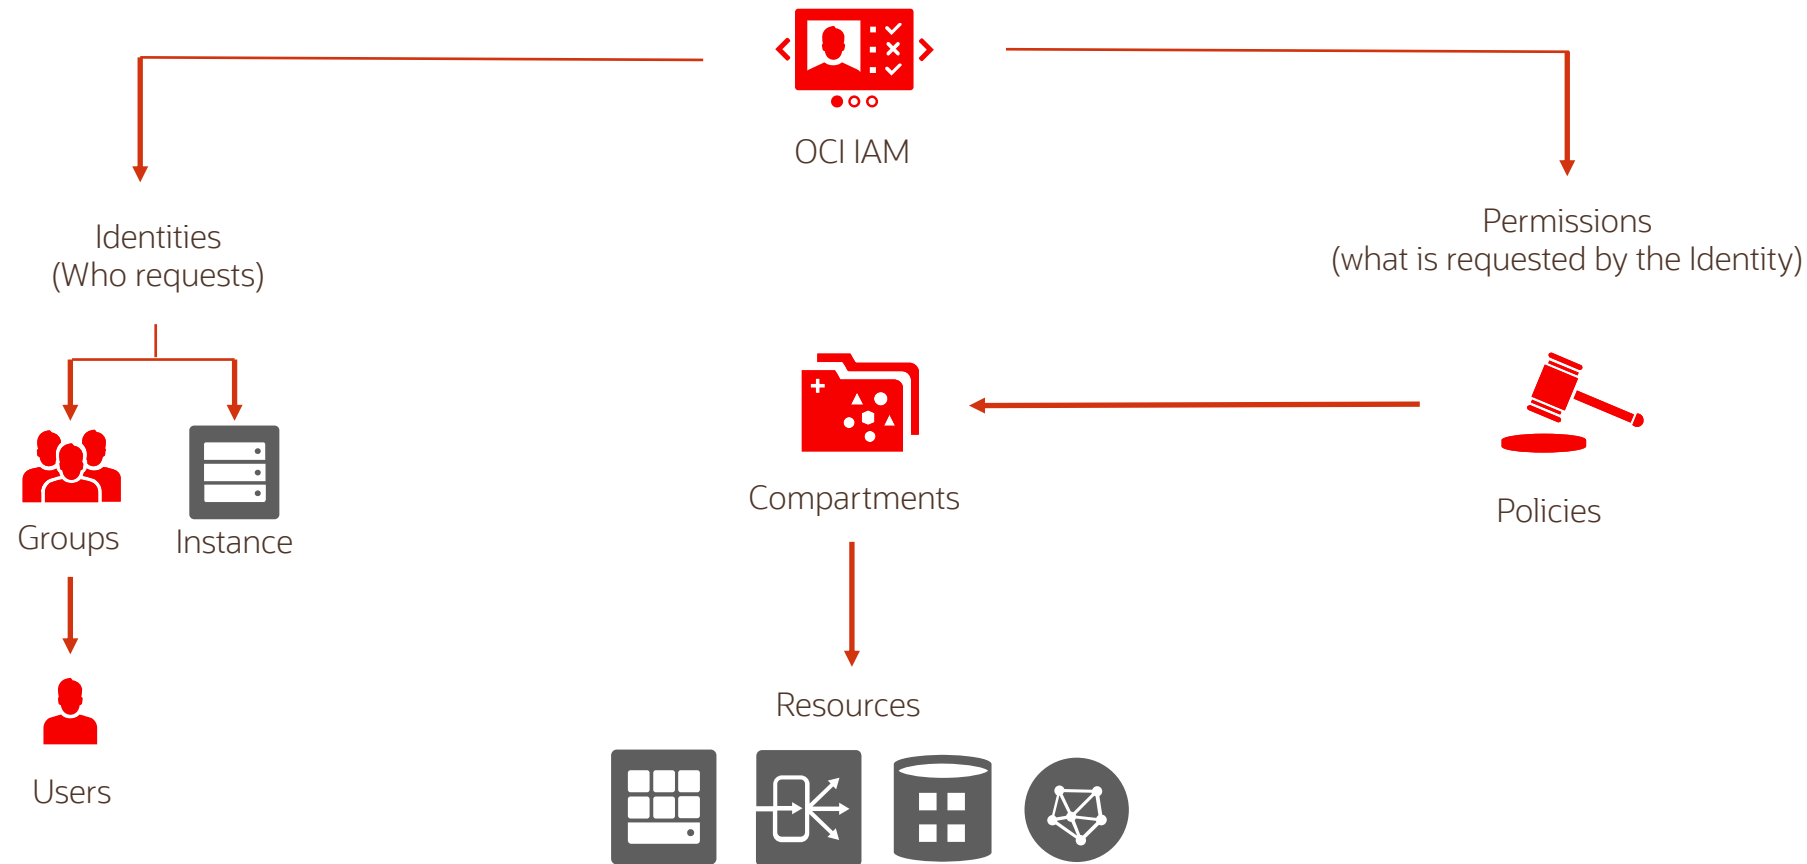 OCI IAM
Identities
(Who requests)
Permissions
(what is requested by the Identity)
Groups
Instance
Compartments
Policies
Users
Resources